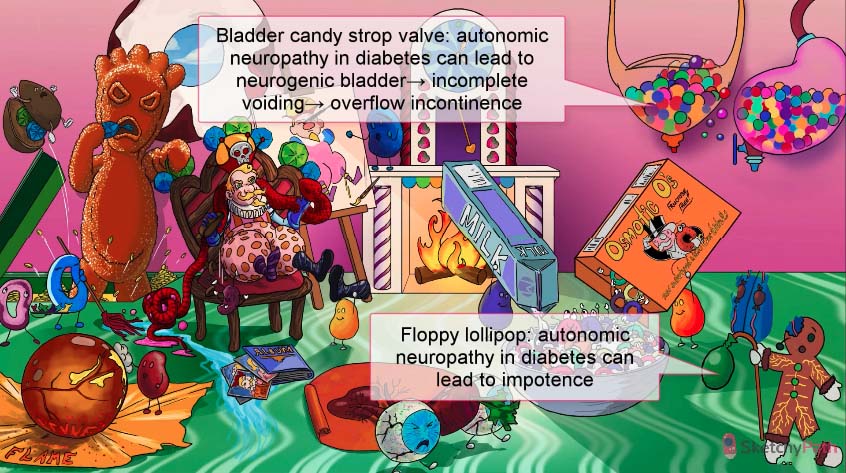 Bladder candy strop valve: autonomic
neuropathy in diabetes can lead to
neurogenic bladder→ incomplete
voiding→ overflow incontinence
MILK
OSMOTIC O's
Floppy lollipop: autonomic
neuropathy in diabetes can
lead to impotence
ALBUM
FLAME